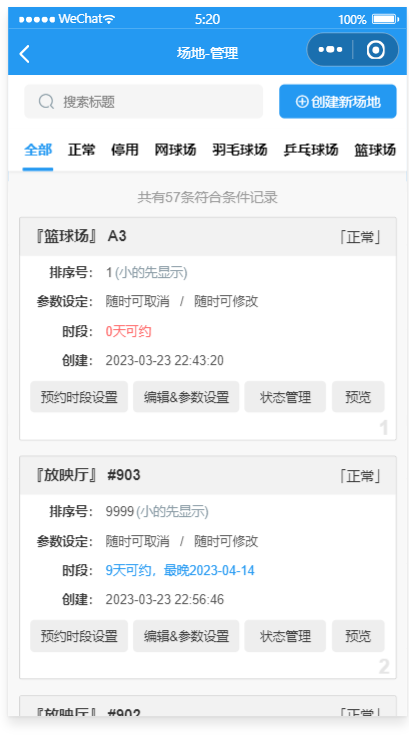 WeChat 5:20 100%
场地-管理
搜索标题 创建新场地
全部 正常 停用 网球场 羽毛球场 乒乓球场 篮球场
共有57条符合条件记录
『篮球场』 A3 「正常」
排序号: 1 (小的先显示)
参数设定: 随时可取消 / 随时可修改
时段: 0天可约
创建: 2023-03-23 22:43:20
预约时段设置 编辑&参数设置 状态管理 预览
1
『放映厅』 #903 「正常」
排序号: 9999 (小的先显示)
参数设定: 随时可取消 / 随时可修改
时段: 9天可约，最晚2023-04-14
创建: 2023-03-23 22:56:46
预约时段设置 编辑&参数设置 状态管理 预览
2
『放映厅』 #902 「正常」